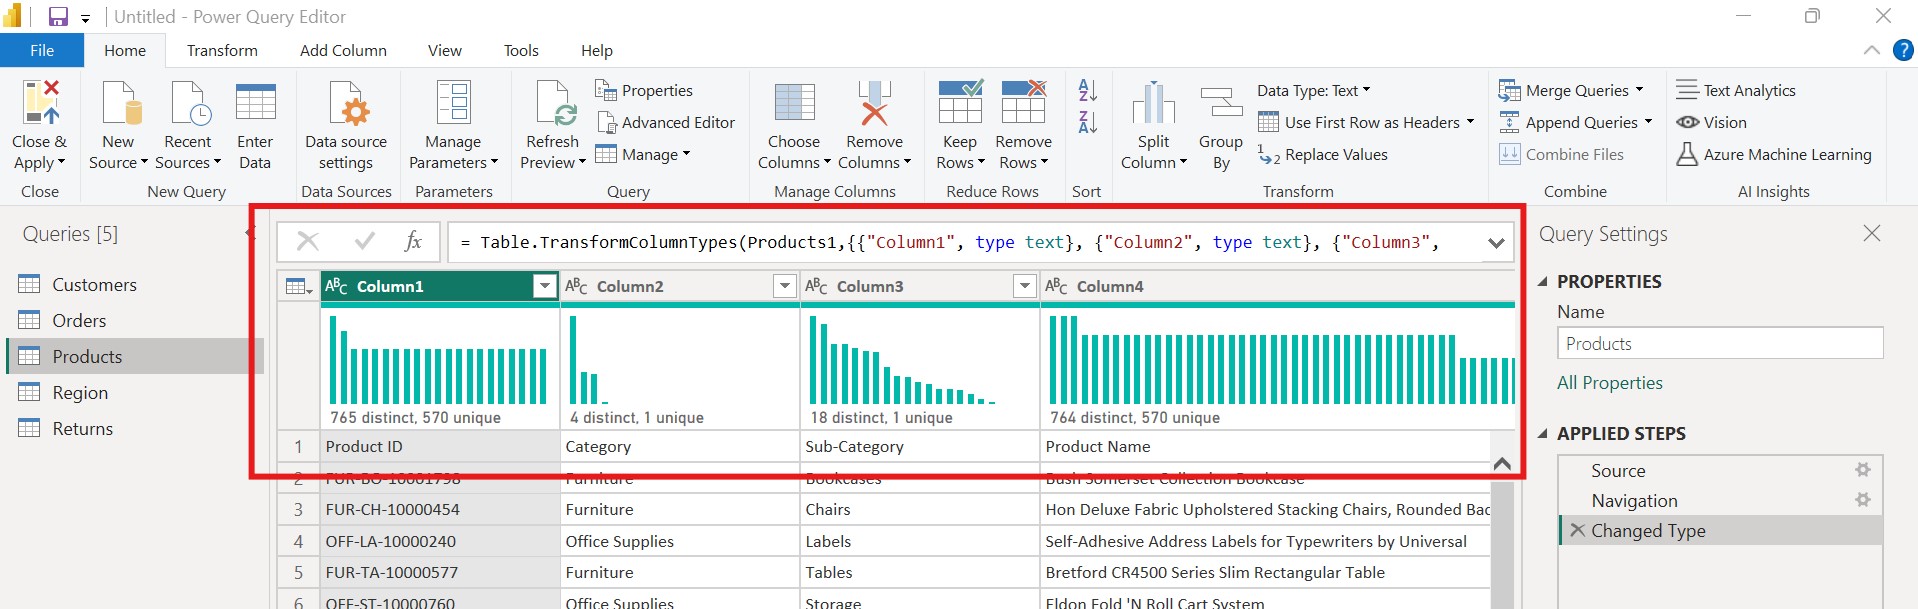 Untitled - Power Query Editor
File Home Transform Add Column View Tools Help
Close & Apply
Close
New Source
Recent Sources
Enter Data
New Query
Data source settings
Data Sources
Manage Parameters
Parameters
Refresh Preview
Properties
Advanced Editor
Manage
Query
Choose Columns
Remove Columns
Manage Columns
Keep Rows
Remove Rows
Reduce Rows
Sort
Split Column
Group By
Data Type: Text
Use First Row as Headers
Replace Values
Transform
Merge Queries
Append Queries
Combine Files
Combine
Text Analytics
Vision
Azure Machine Learning
AI Insights
Queries [5]
Customers
Orders
Products
Region
Returns
fx = Table.TransformColumnTypes(Products1,{{"Column1", type text}, {"Column2", type text}, {"Column3",
ABC Column1 ABC Column2 ABC Column3 ABC Column4
765 distinct, 570 unique 4 distinct, 1 unique 18 distinct, 1 unique 764 distinct, 570 unique
1 Product ID Category Sub-Category Product Name
2 FUR-BO-10001798 Furniture Bookcases Bush Somerset Collection Bookcase
3 FUR-CH-10000454 Furniture Chairs Hon Deluxe Fabric Upholstered Stacking Chairs, Rounded Bac
4 OFF-LA-10000240 Office Supplies Labels Self-Adhesive Address Labels for Typewriters by Universal
5 FUR-TA-10000577 Furniture Tables Bretford CR4500 Series Slim Rectangular Table
6 OFF-ST-10000760 Office Supplies Storage Eldon Fold 'N Roll Cart System
Query Settings
PROPERTIES
Name
Products
All Properties
APPLIED STEPS
Source
Navigation
Changed Type